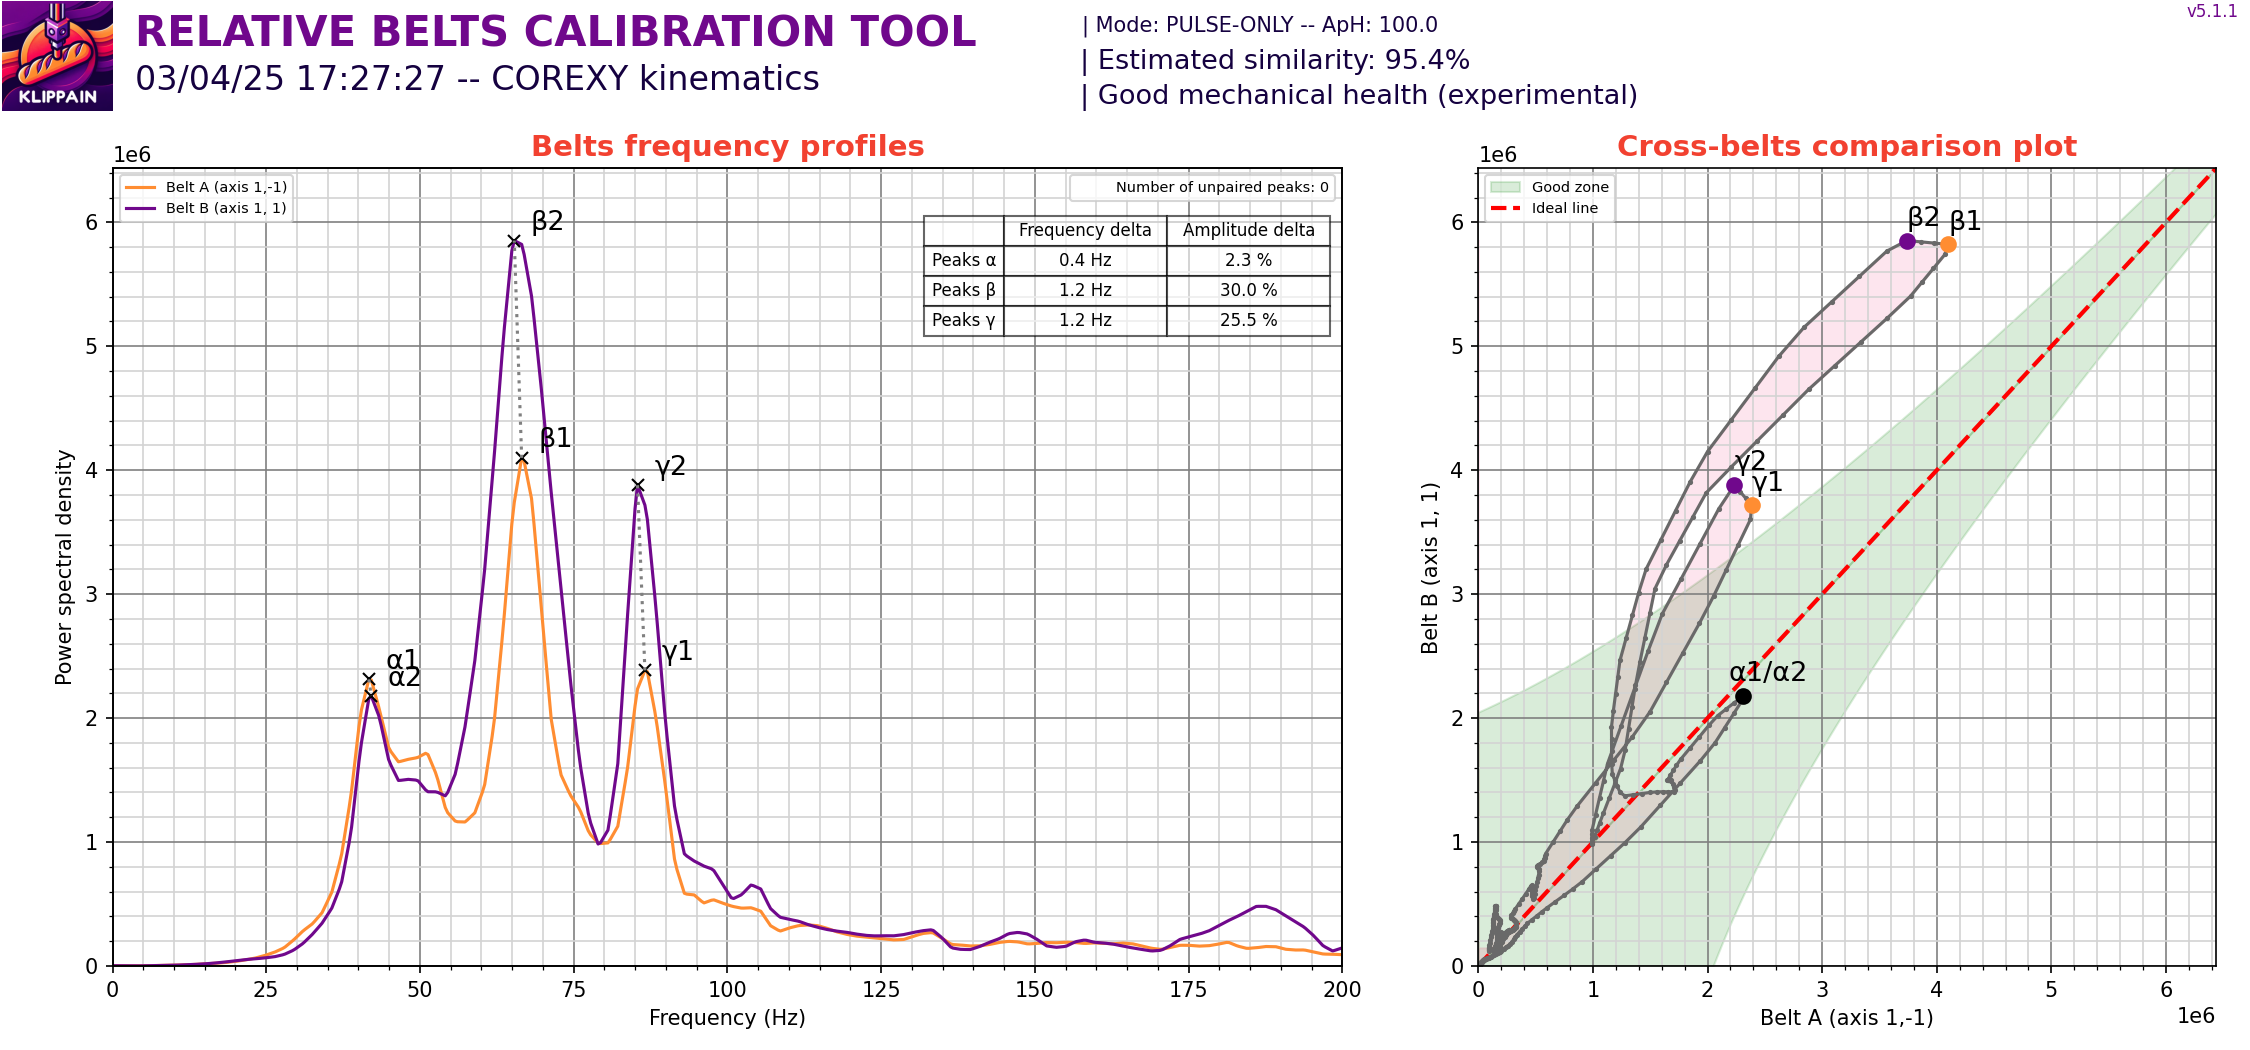 KLIPPAIN
RELATIVE BELTS CALIBRATION TOOL
03/04/25 17:27:27 -- COREXY kinematics
| Mode: PULSE-ONLY -- ApH: 100.0
| Estimated similarity: 95.4%
| Good mechanical health (experimental)
v5.1.1
Belts frequency profiles
1e6
Belt A (axis 1,-1)
Belt B (axis 1, 1)
Number of unpaired peaks: 0
Frequency delta Amplitude delta
Peaks α 0.4 Hz 2.3 %
Peaks β 1.2 Hz 30.0 %
Peaks γ 1.2 Hz 25.5 %
β2
β1
γ2
γ1
α1
α2
6
5
4
3
2
1
0
Power spectral density
0 25 50 75 100 125 150 175 200
Frequency (Hz)
Cross-belts comparison plot
1e6
Good zone
Ideal line
β2 β1
γ2
γ1
α1/α2
6
5
4
3
2
1
0
Belt B (axis 1, 1)
0 1 2 3 4 5 6
1e6
Belt A (axis 1,-1)